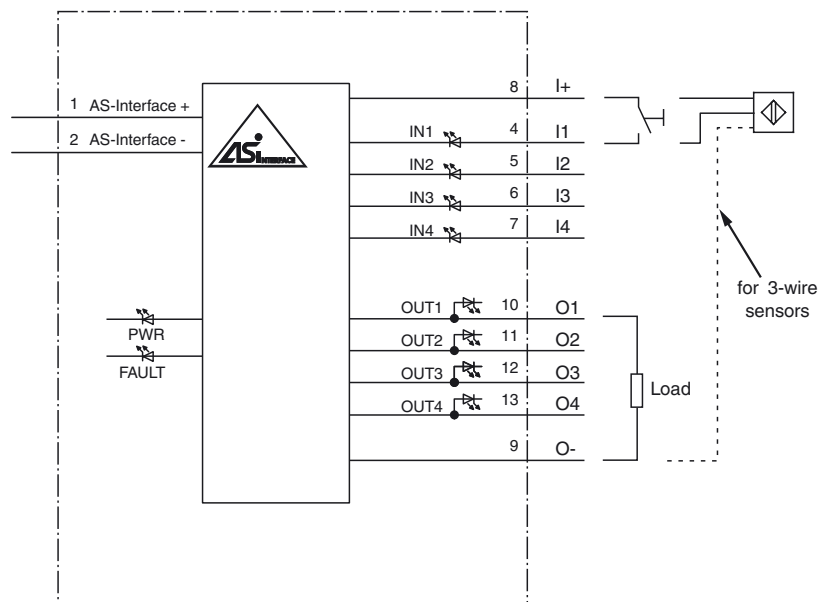 1 AS-Interface +
2 AS-Interface -
ASi INTERFACE
PWR
FAULT
8 I+
IN1 4 I1
IN2 5 I2
IN3 6 I3
IN4 7 I4
OUT1 10 O1
OUT2 11 O2
OUT3 12 O3
OUT4 13 O4
9 O-
Load
for 3-wire
sensors